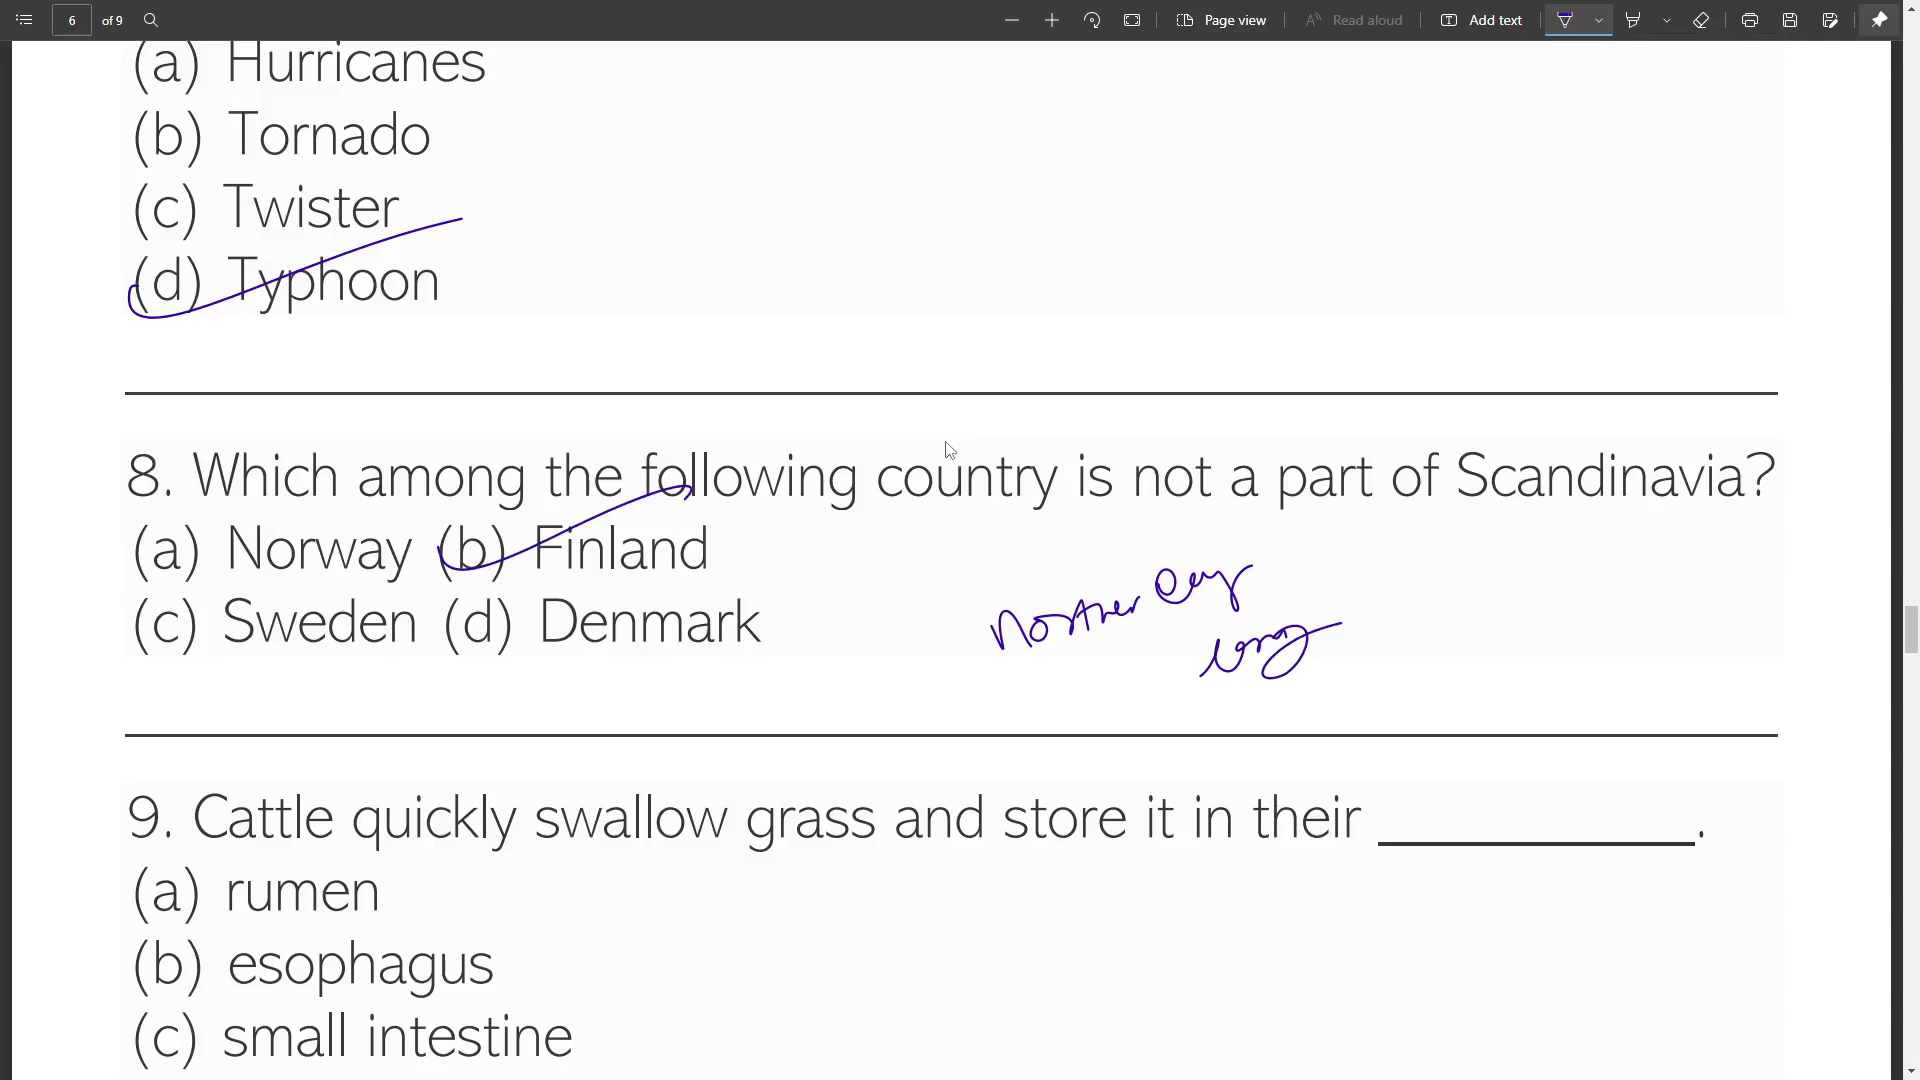 6 of 9 Page view Read aloud Add text
(a) Hurricanes
(b) Tornado
(c) Twister
(d) Typhoon
8. Which among the following country is not a part of Scandinavia?
(a) Norway (b) Finland
(c) Sweden (d) Denmark
9. Cattle quickly swallow grass and store it in their ____________.
(a) rumen
(b) esophagus
(c) small intestine